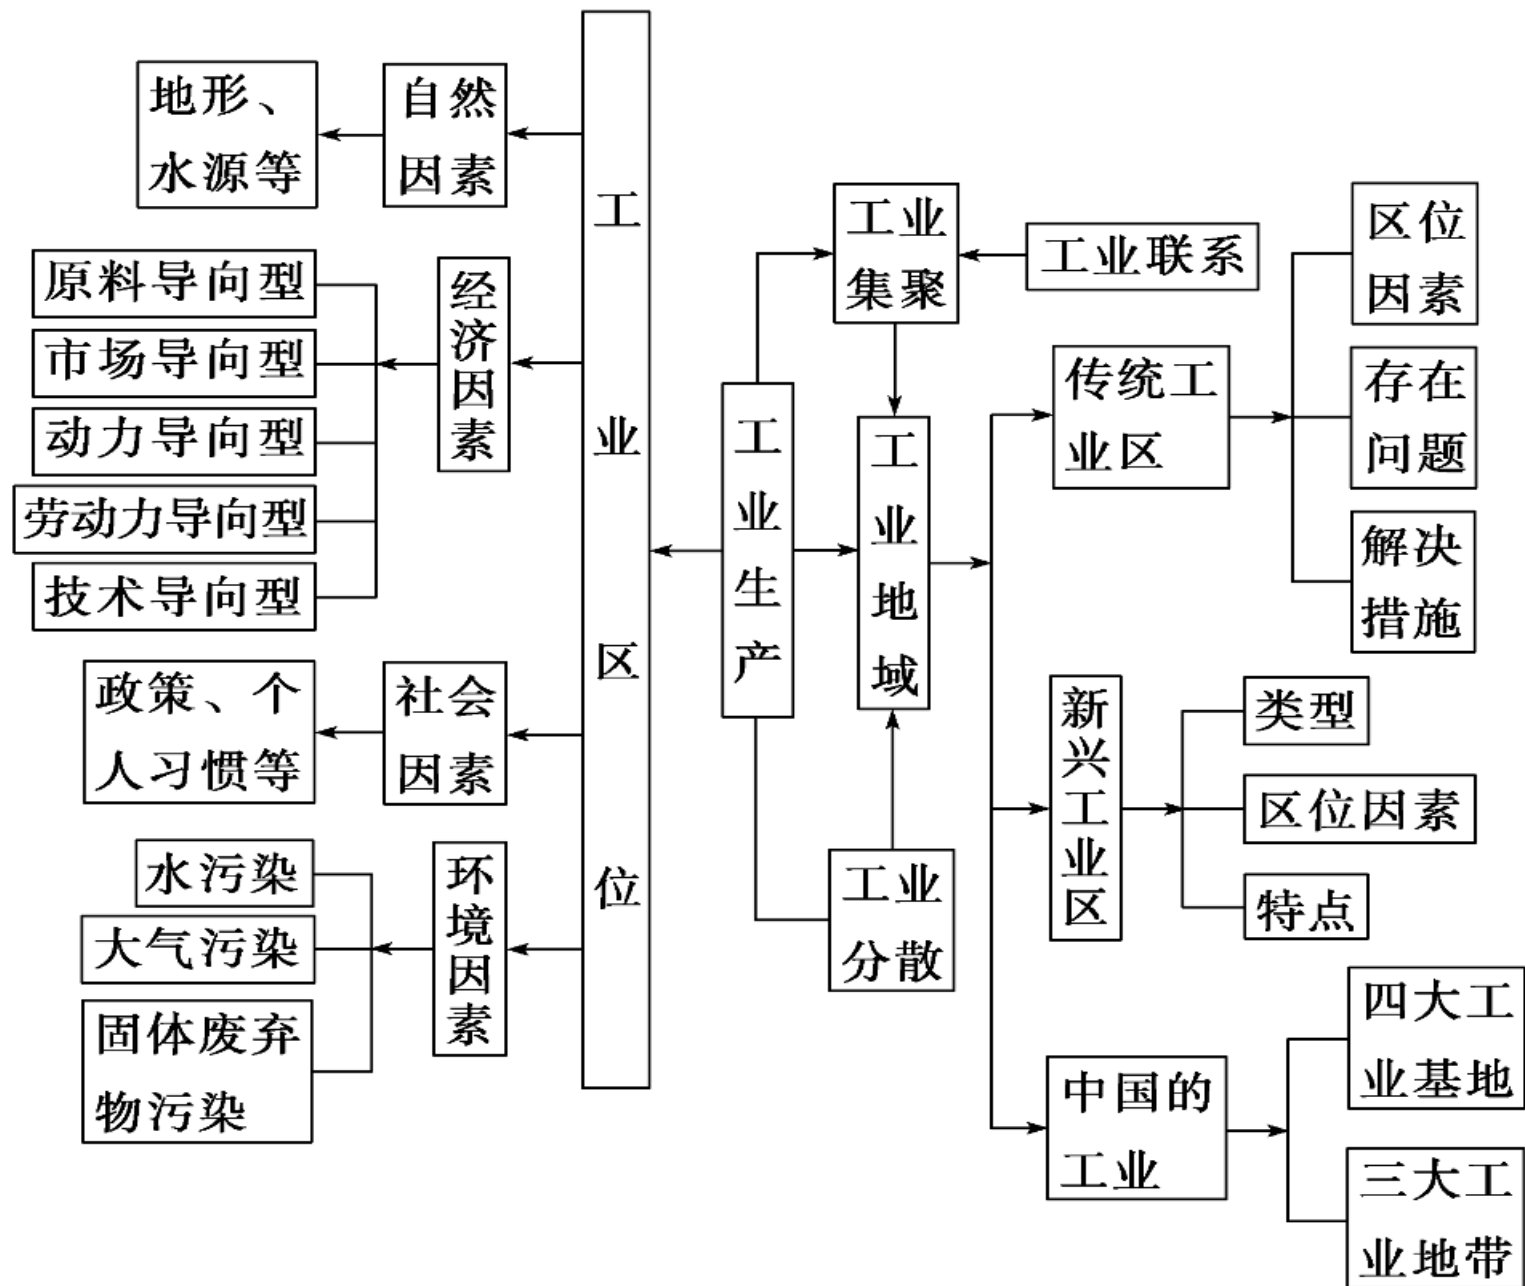 地形、
水源等
自然
因素
原料导向型
市场导向型
动力导向型
劳动力导向型
技术导向型
经济因素
政策、个
人习惯等
社会
因素
水污染
大气污染
固体废弃
物污染
环境因素
工业区位
工业生产
工业
集聚
工业联系
工业地域
工业
分散
传统工
业区
区位
因素
存在
问题
解决
措施
新兴工业区
类型
区位因素
特点
中国的
工业
四大工
业基地
三大工
业地带